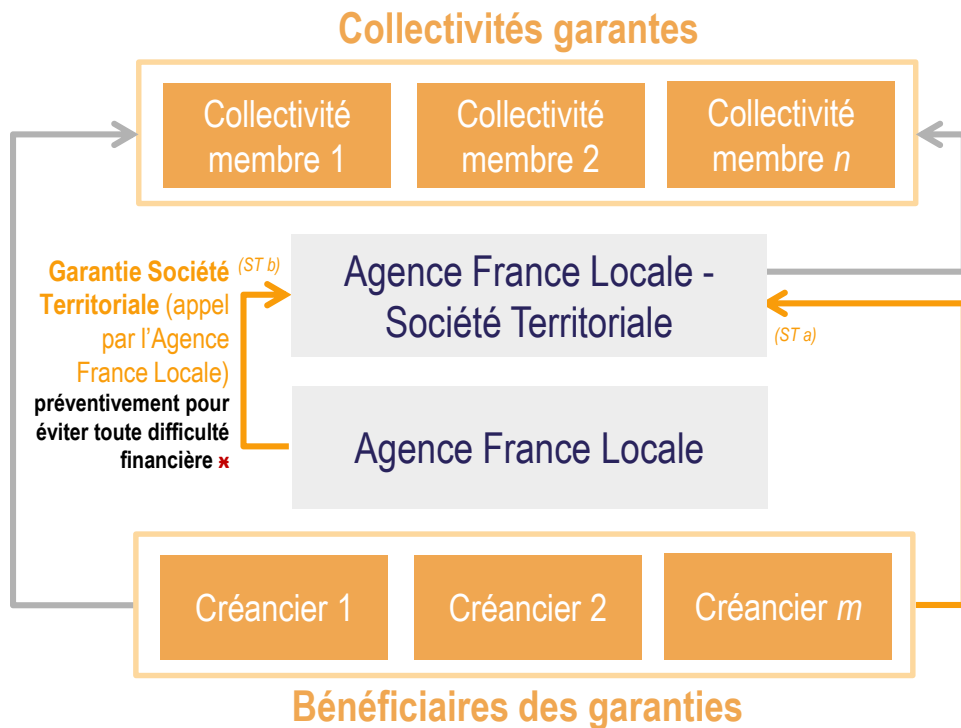 Collectivités garantes
Collectivité
membre 1
Collectivité
membre 2
Collectivité
membre n
Garantie Société
Territoriale (appel
par l’Agence
France Locale)
préventivement pour
éviter toute difficulté
financière x
(ST b)
Agence France Locale -
Société Territoriale
(ST a)
Agence France Locale
Créancier 1
Créancier 2
Créancier m
Bénéficiaires des garanties